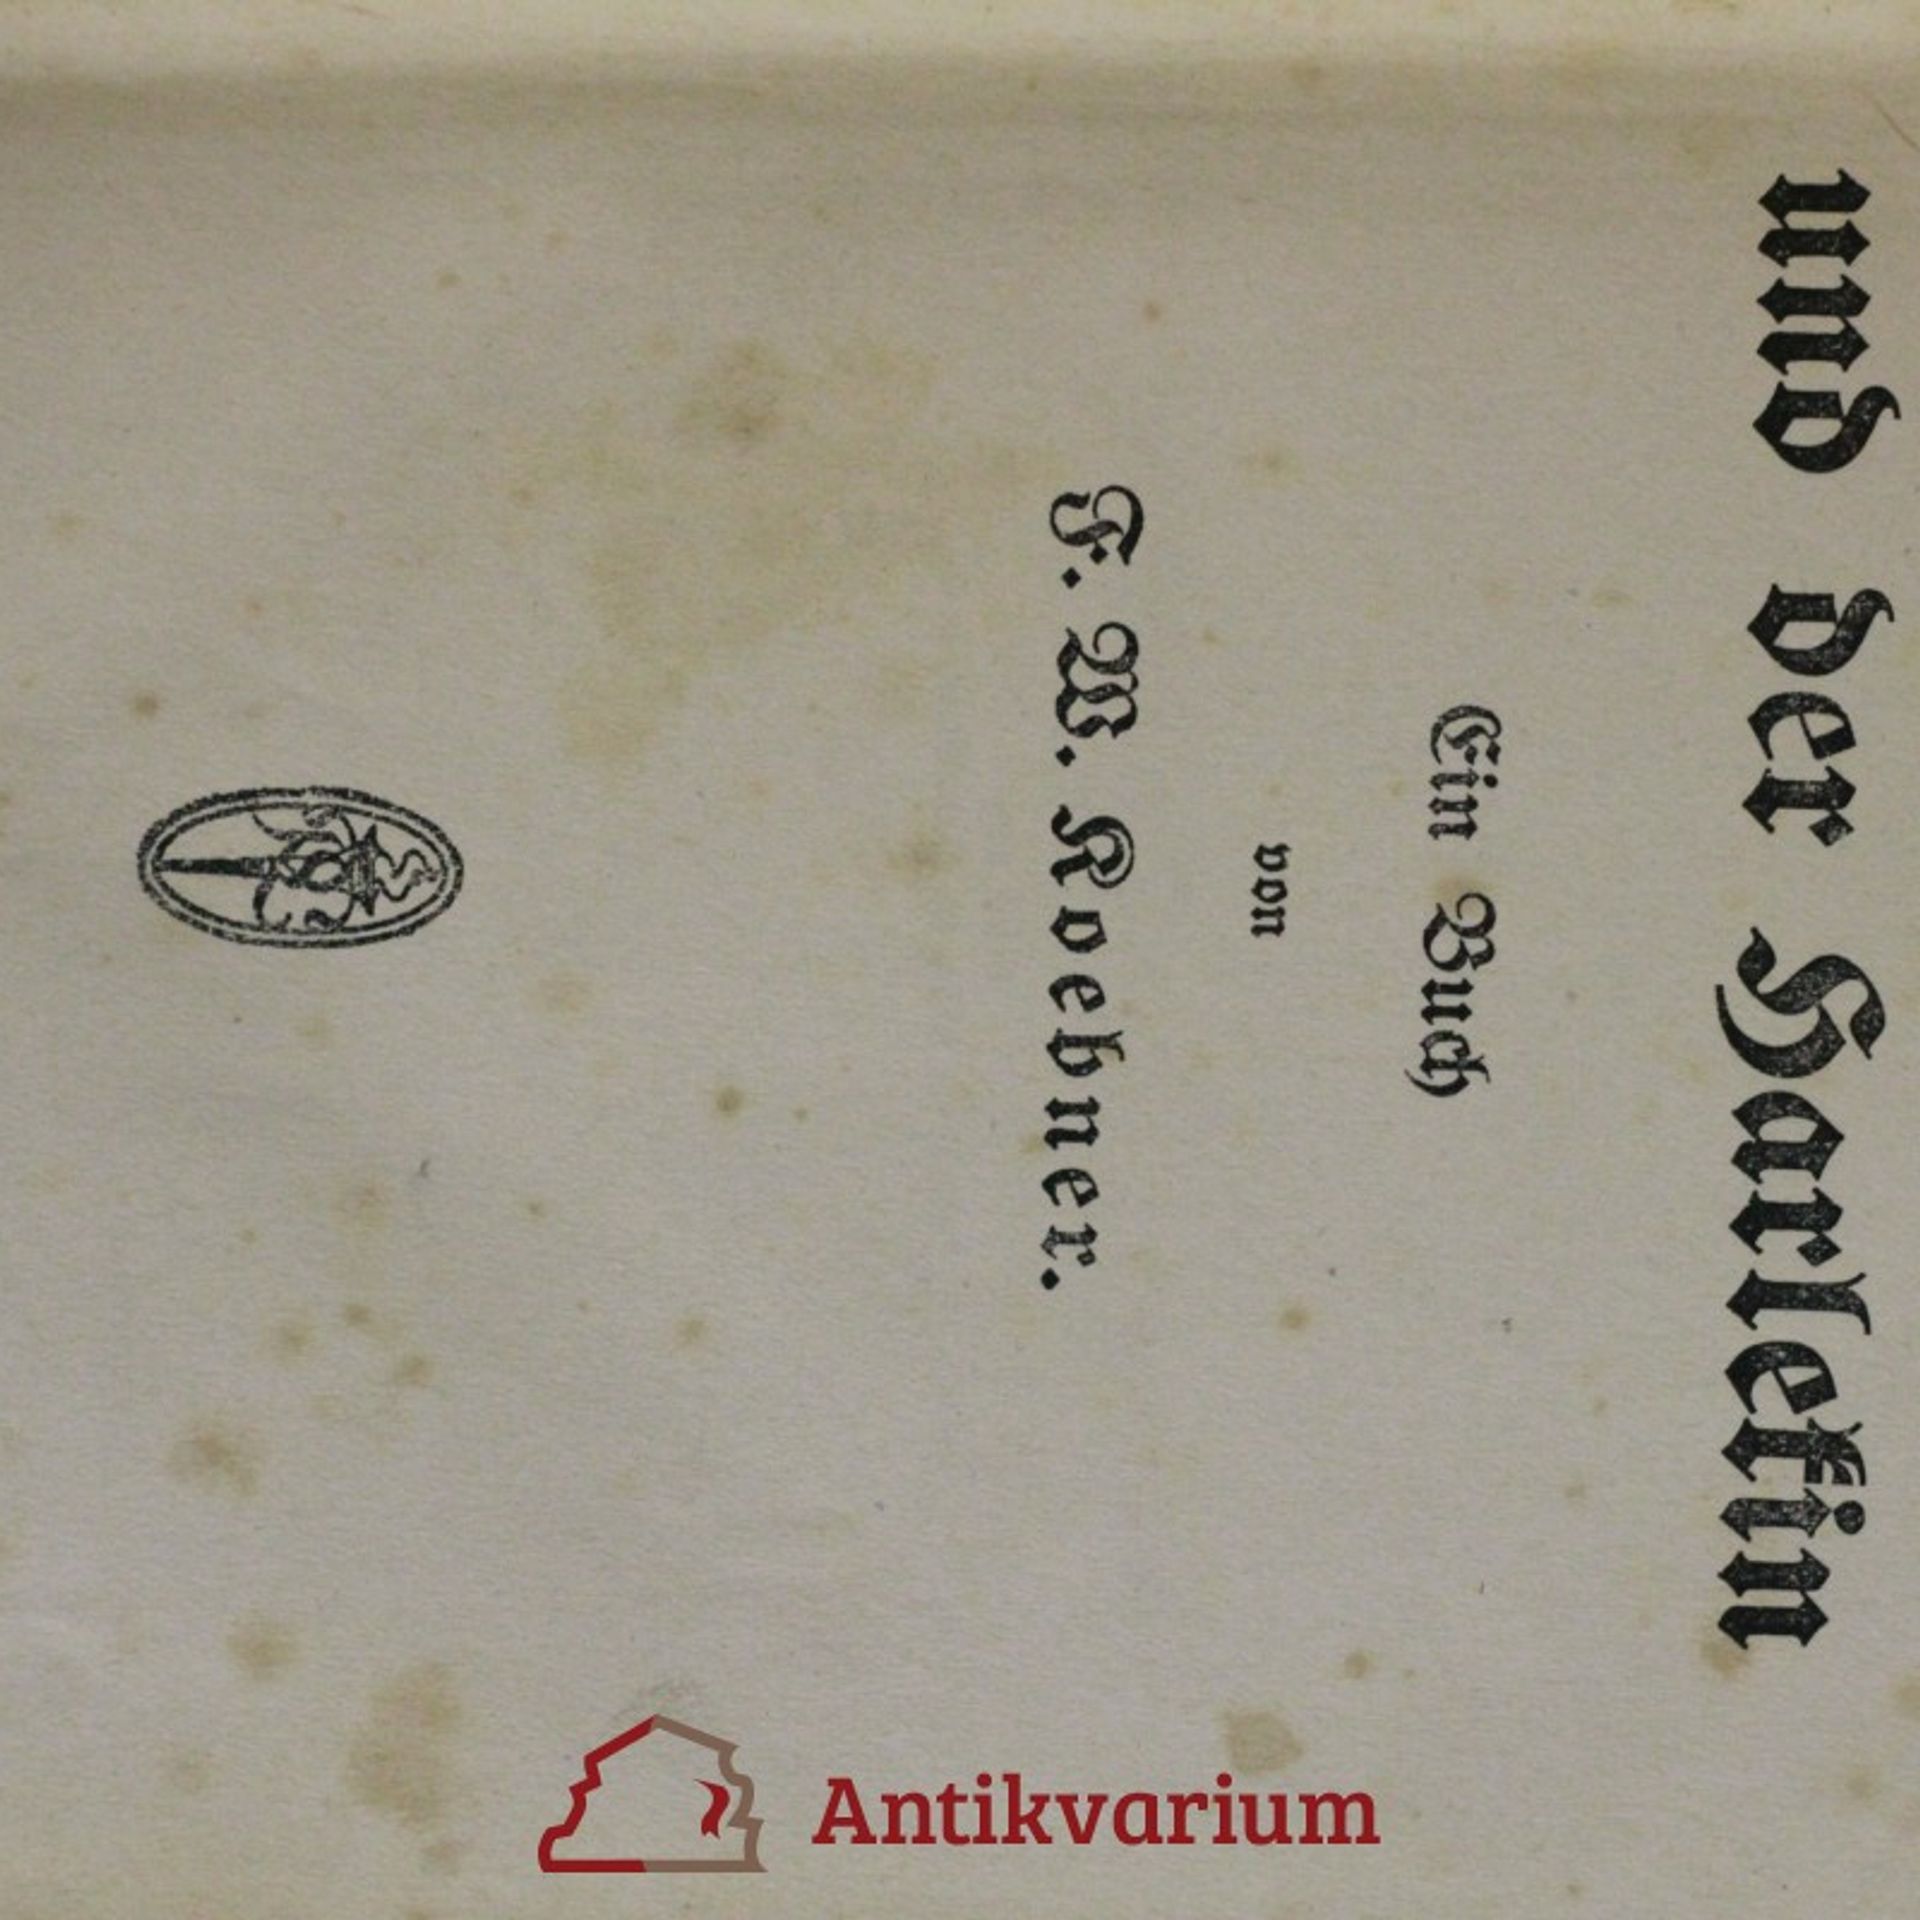 und der Harlekin
Ein Buch
von
F. W. Koebner.
Antikvarium